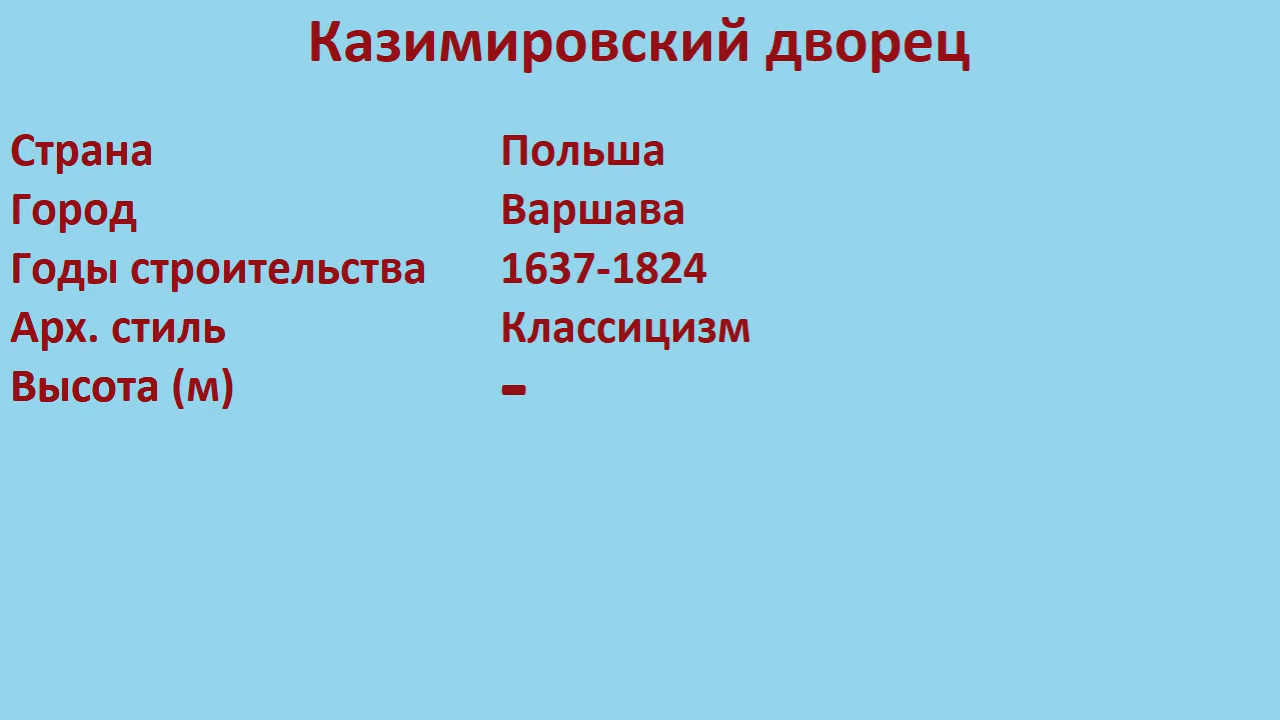 Казимировский дворец
Страна Польша
Город Варшава
Годы строительства 1637-1824
Арх. стиль Классицизм
Высота (м) -